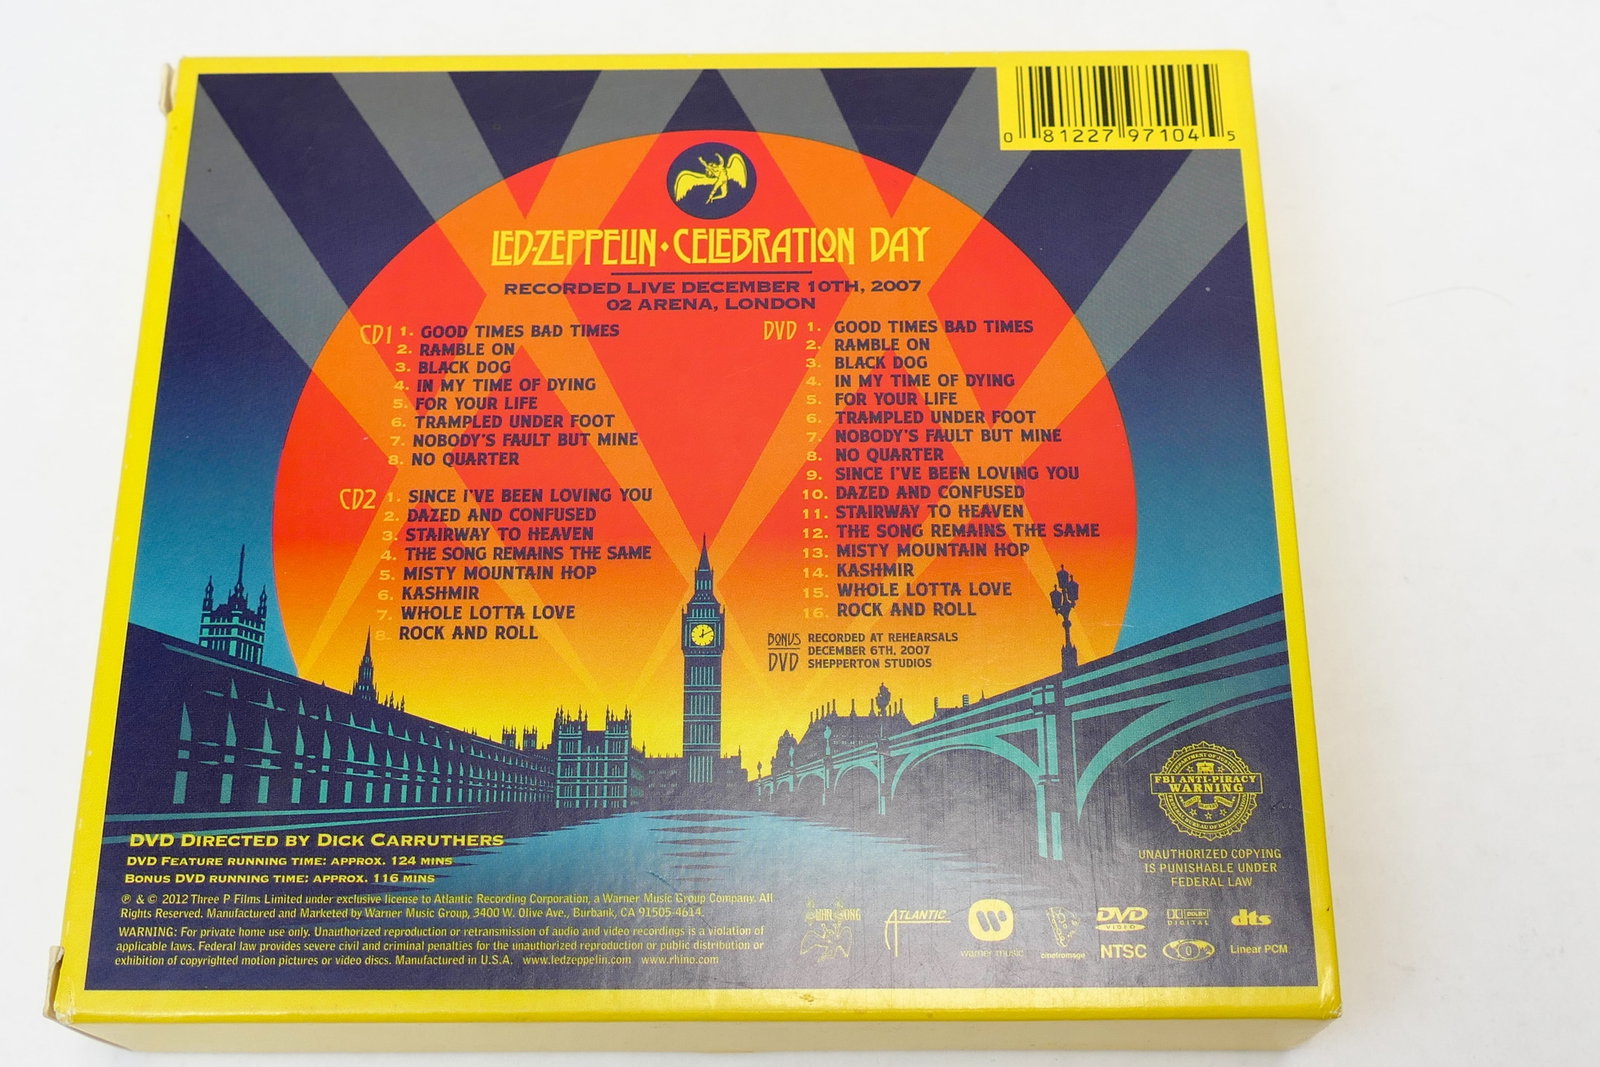 0 81227 97104 5
LED·ZEPPELIN · CELEBRATION DAY
RECORDED LIVE DECEMBER 10TH, 2007
O2 ARENA, LONDON
CD1 1. GOOD TIMES BAD TIMES
2. RAMBLE ON
3. BLACK DOG
4. IN MY TIME OF DYING
5. FOR YOUR LIFE
6. TRAMPLED UNDER FOOT
7. NOBODY'S FAULT BUT MINE
8. NO QUARTER
CD2 1. SINCE I'VE BEEN LOVING YOU
2. DAZED AND CONFUSED
3. STAIRWAY TO HEAVEN
4. THE SONG REMAINS THE SAME
5. MISTY MOUNTAIN HOP
6. KASHMIR
7. WHOLE LOTTA LOVE
8. ROCK AND ROLL
DVD 1. GOOD TIMES BAD TIMES
2. RAMBLE ON
3. BLACK DOG
4. IN MY TIME OF DYING
5. FOR YOUR LIFE
6. TRAMPLED UNDER FOOT
7. NOBODY'S FAULT BUT MINE
8. NO QUARTER
9. SINCE I'VE BEEN LOVING YOU
10. DAZED AND CONFUSED
11. STAIRWAY TO HEAVEN
12. THE SONG REMAINS THE SAME
13. MISTY MOUNTAIN HOP
14. KASHMIR
15. WHOLE LOTTA LOVE
16. ROCK AND ROLL
BONUS DVD
RECORDED AT REHEARSALS
DECEMBER 6TH, 2007
SHEPPERTON STUDIOS
DVD DIRECTED BY DICK CARRUTHERS
DVD FEATURE RUNNING TIME: APPROX. 124 MINS
BONUS DVD RUNNING TIME: APPROX. 116 MINS
℗ & © 2012 Three P Films Limited under exclusive license to Atlantic Recording Corporation, a Warner Music Group Company. All
Rights Reserved. Manufactured and Marketed by Warner Music Group, 3400 W. Olive Ave., Burbank, CA 91505-4614.
WARNING: For private home use only. Unauthorized reproduction or retransmission of audio and video recordings is a violation of
applicable laws. Federal law provides severe civil and criminal penalties for the unauthorized reproduction or public distribution or
exhibition of copyrighted motion pictures or video discs. Manufactured in U.S.A. www.ledzeppelin.com www.rhino.com
FBI ANTI-PIRACY
WARNING
UNAUTHORIZED COPYING
IS PUNISHABLE UNDER
FEDERAL LAW
SWAN SONG
ATLANTIC
warner music
DVD
VIDEO
NTSC
DOLBY
DIGITAL
0
dts
Linear PCM